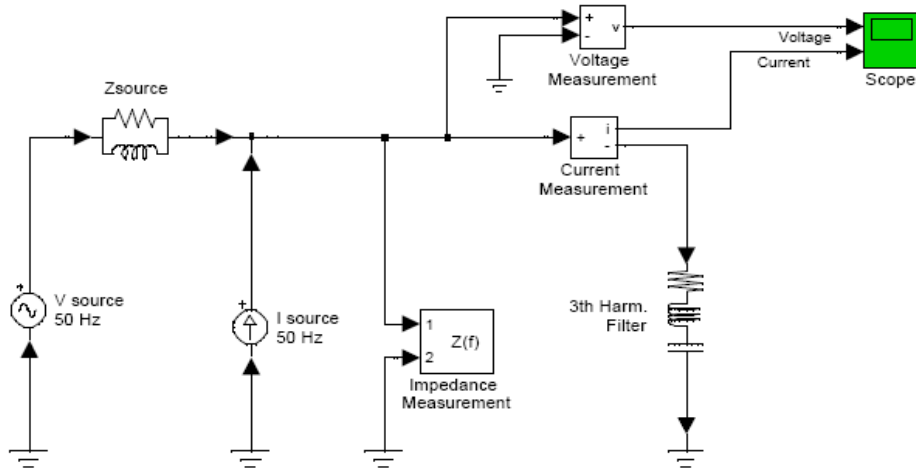 +
-
v
Voltage
Measurement
Voltage
Current
Scope
Zsource
+
i
-
Current
Measurement
+
V source
50 Hz
+
I source
50 Hz
1
2
Z(f)
Impedance
Measurement
3th Harm.
Filter